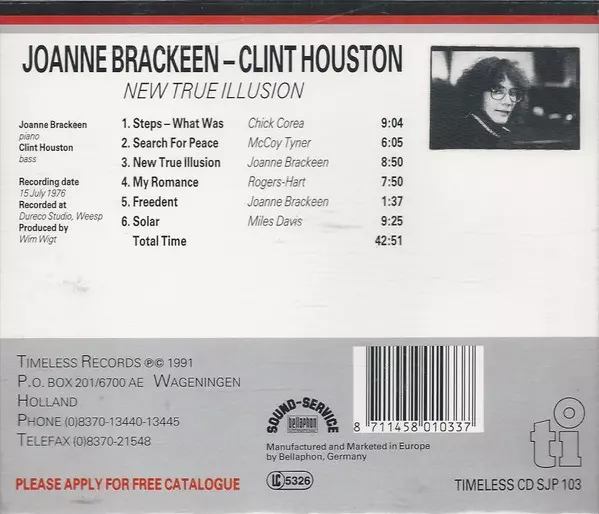 JOANNE BRACKEEN – CLINT HOUSTON
NEW TRUE ILLUSION
Joanne Brackeen
piano
Clint Houston
bass
Recording date
15 July 1976
Recorded at
Dureco Studio, Weesp
Produced by
Wim Wigt
1. Steps – What Was Chick Corea 9:04
2. Search For Peace McCoy Tyner 6:05
3. New True Illusion Joanne Brackeen 8:50
4. My Romance Rogers-Hart 7:50
5. Freedent Joanne Brackeen 1:37
6. Solar Miles Davis 9:25
Total Time 42:51
TIMELESS RECORDS ℗© 1991
P.O. BOX 201/6700 AE WAGENINGEN
HOLLAND
PHONE (0)8370-13440-13445
TELEFAX (0)8370-21548
PLEASE APPLY FOR FREE CATALOGUE
SOUND-SERVICE
bellaphon
Manufactured and Marketed in Europe
by Bellaphon, Germany
LC 5326
8 711458 010337
ti
TIMELESS CD SJP 103